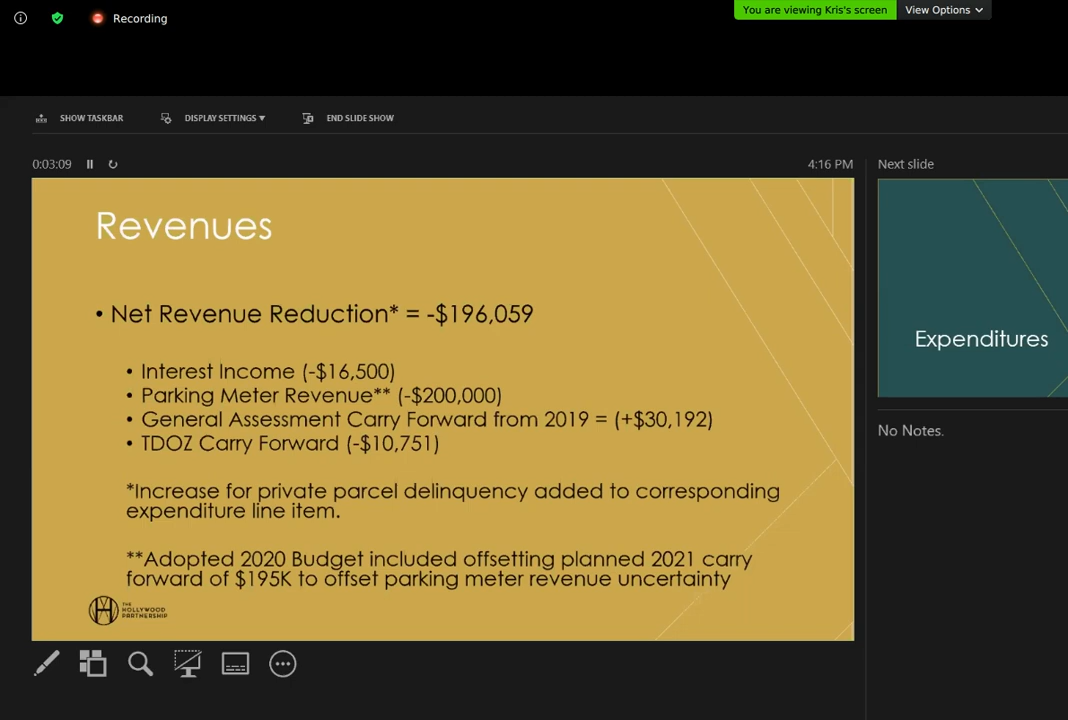 Recording
You are viewing Kris's screen
View Options
SHOW TASKBAR
DISPLAY SETTINGS
END SLIDE SHOW
0:03:09
4:16 PM
Next slide
Revenues
• Net Revenue Reduction* = -$196,059
• Interest Income (-$16,500)
• Parking Meter Revenue** (-$200,000)
• General Assessment Carry Forward from 2019 = (+$30,192)
• TDOZ Carry Forward (-$10,751)
*Increase for private parcel delinquency added to corresponding
expenditure line item.
**Adopted 2020 Budget included offsetting planned 2021 carry
forward of $195K to offset parking meter revenue uncertainty
H
THE
HOLLYWOOD
PARTNERSHIP
Expenditures
No Notes.